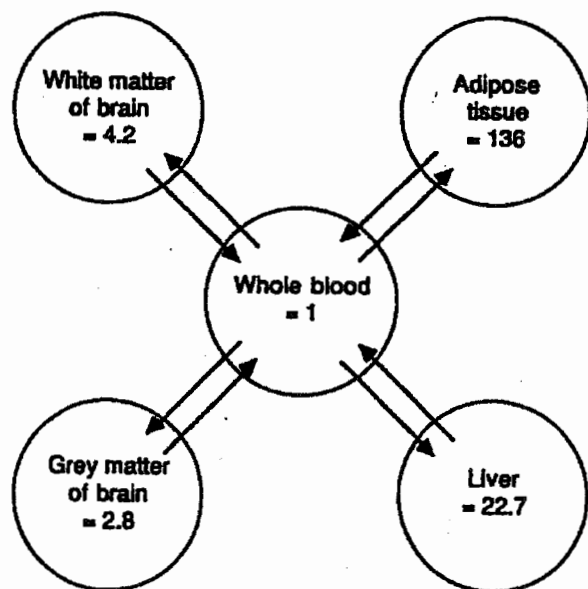 White matter
of brain
= 4.2
Adipose
tissue
= 136
Whole blood
= 1
Grey matter
of brain
= 2.8
Liver
= 22.7